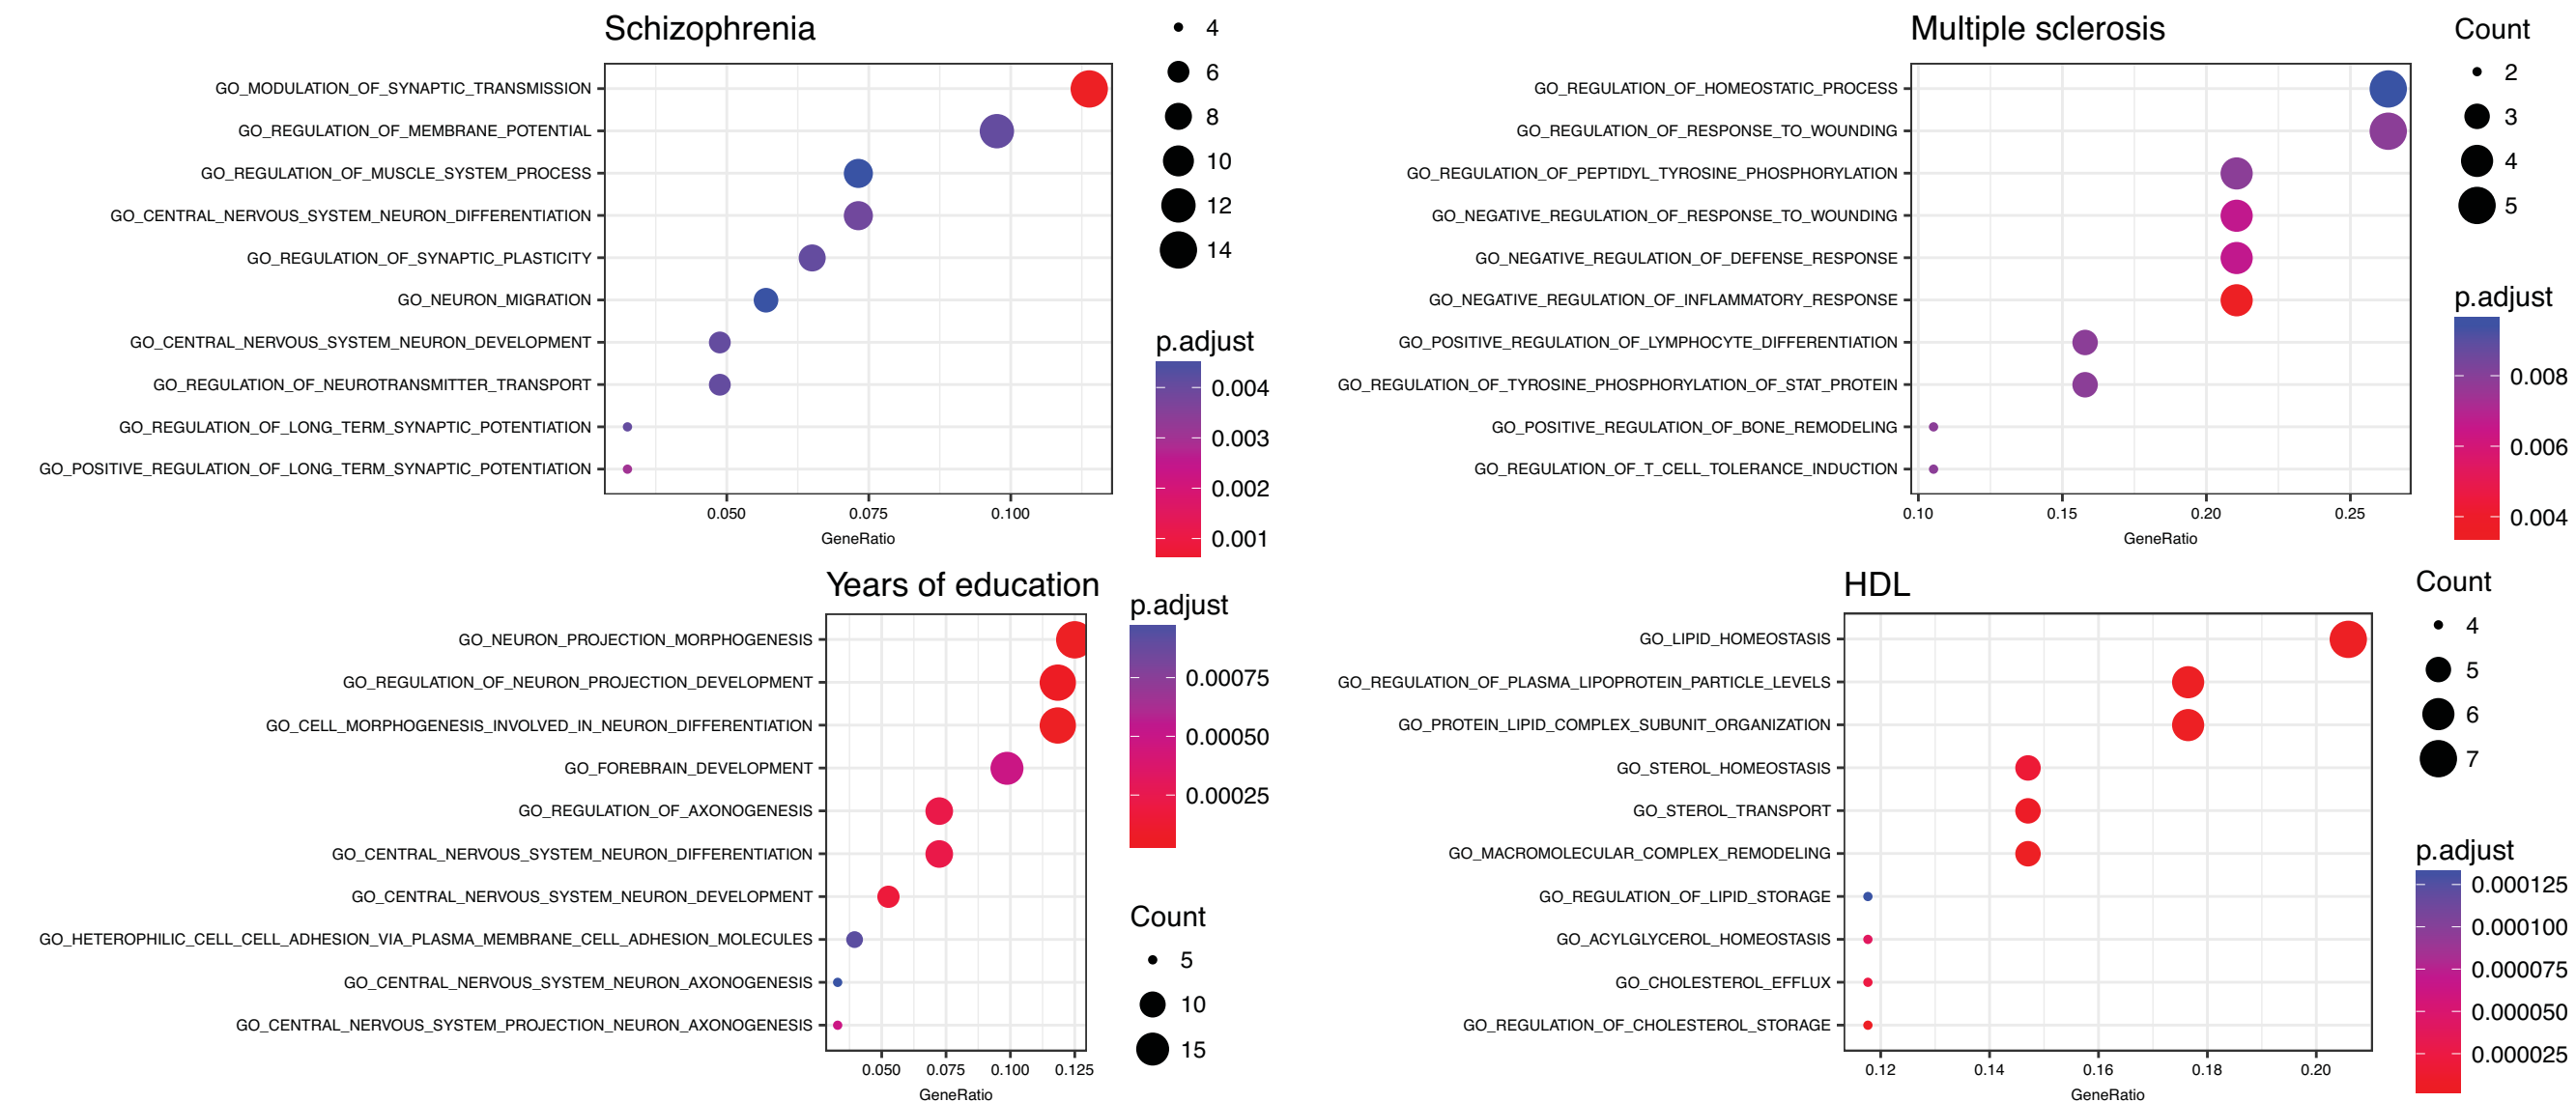 Schizophrenia
GO_MODULATION_OF_SYNAPTIC_TRANSMISSION
GO_REGULATION_OF_MEMBRANE_POTENTIAL
GO_REGULATION_OF_MUSCLE_SYSTEM_PROCESS
GO_CENTRAL_NERVOUS_SYSTEM_NEURON_DIFFERENTIATION
GO_REGULATION_OF_SYNAPTIC_PLASTICITY
GO_NEURON_MIGRATION
GO_CENTRAL_NERVOUS_SYSTEM_NEURON_DEVELOPMENT
GO_REGULATION_OF_NEUROTRANSMITTER_TRANSPORT
GO_REGULATION_OF_LONG_TERM_SYNAPTIC_POTENTIATION
GO_POSITIVE_REGULATION_OF_LONG_TERM_SYNAPTIC_POTENTIATION
0.050 0.075 0.100
GeneRatio
4
6
8
10
12
14
p.adjust
0.004
0.003
0.002
0.001
Multiple sclerosis
GO_REGULATION_OF_HOMEOSTATIC_PROCESS
GO_REGULATION_OF_RESPONSE_TO_WOUNDING
GO_REGULATION_OF_PEPTIDYL_TYROSINE_PHOSPHORYLATION
GO_NEGATIVE_REGULATION_OF_RESPONSE_TO_WOUNDING
GO_NEGATIVE_REGULATION_OF_DEFENSE_RESPONSE
GO_NEGATIVE_REGULATION_OF_INFLAMMATORY_RESPONSE
GO_POSITIVE_REGULATION_OF_LYMPHOCYTE_DIFFERENTIATION
GO_REGULATION_OF_TYROSINE_PHOSPHORYLATION_OF_STAT_PROTEIN
GO_POSITIVE_REGULATION_OF_BONE_REMODELING
GO_REGULATION_OF_T_CELL_TOLERANCE_INDUCTION
0.10 0.15 0.20 0.25
GeneRatio
Count
2
3
4
5
p.adjust
0.008
0.006
0.004
Years of education
GO_NEURON_PROJECTION_MORPHOGENESIS
GO_REGULATION_OF_NEURON_PROJECTION_DEVELOPMENT
GO_CELL_MORPHOGENESIS_INVOLVED_IN_NEURON_DIFFERENTIATION
GO_FOREBRAIN_DEVELOPMENT
GO_REGULATION_OF_AXONOGENESIS
GO_CENTRAL_NERVOUS_SYSTEM_NEURON_DIFFERENTIATION
GO_CENTRAL_NERVOUS_SYSTEM_NEURON_DEVELOPMENT
GO_HETEROPHILIC_CELL_CELL_ADHESION_VIA_PLASMA_MEMBRANE_CELL_ADHESION_MOLECULES
GO_CENTRAL_NERVOUS_SYSTEM_NEURON_AXONOGENESIS
GO_CENTRAL_NERVOUS_SYSTEM_PROJECTION_NEURON_AXONOGENESIS
0.050 0.075 0.100 0.125
GeneRatio
p.adjust
0.00075
0.00050
0.00025
Count
5
10
15
HDL
GO_LIPID_HOMEOSTASIS
GO_REGULATION_OF_PLASMA_LIPOPROTEIN_PARTICLE_LEVELS
GO_PROTEIN_LIPID_COMPLEX_SUBUNIT_ORGANIZATION
GO_STEROL_HOMEOSTASIS
GO_STEROL_TRANSPORT
GO_MACROMOLECULAR_COMPLEX_REMODELING
GO_REGULATION_OF_LIPID_STORAGE
GO_ACYLGLYCEROL_HOMEOSTASIS
GO_CHOLESTEROL_EFFLUX
GO_REGULATION_OF_CHOLESTEROL_STORAGE
0.12 0.14 0.16 0.18 0.20
GeneRatio
Count
4
5
6
7
p.adjust
0.000125
0.000100
0.000075
0.000050
0.000025